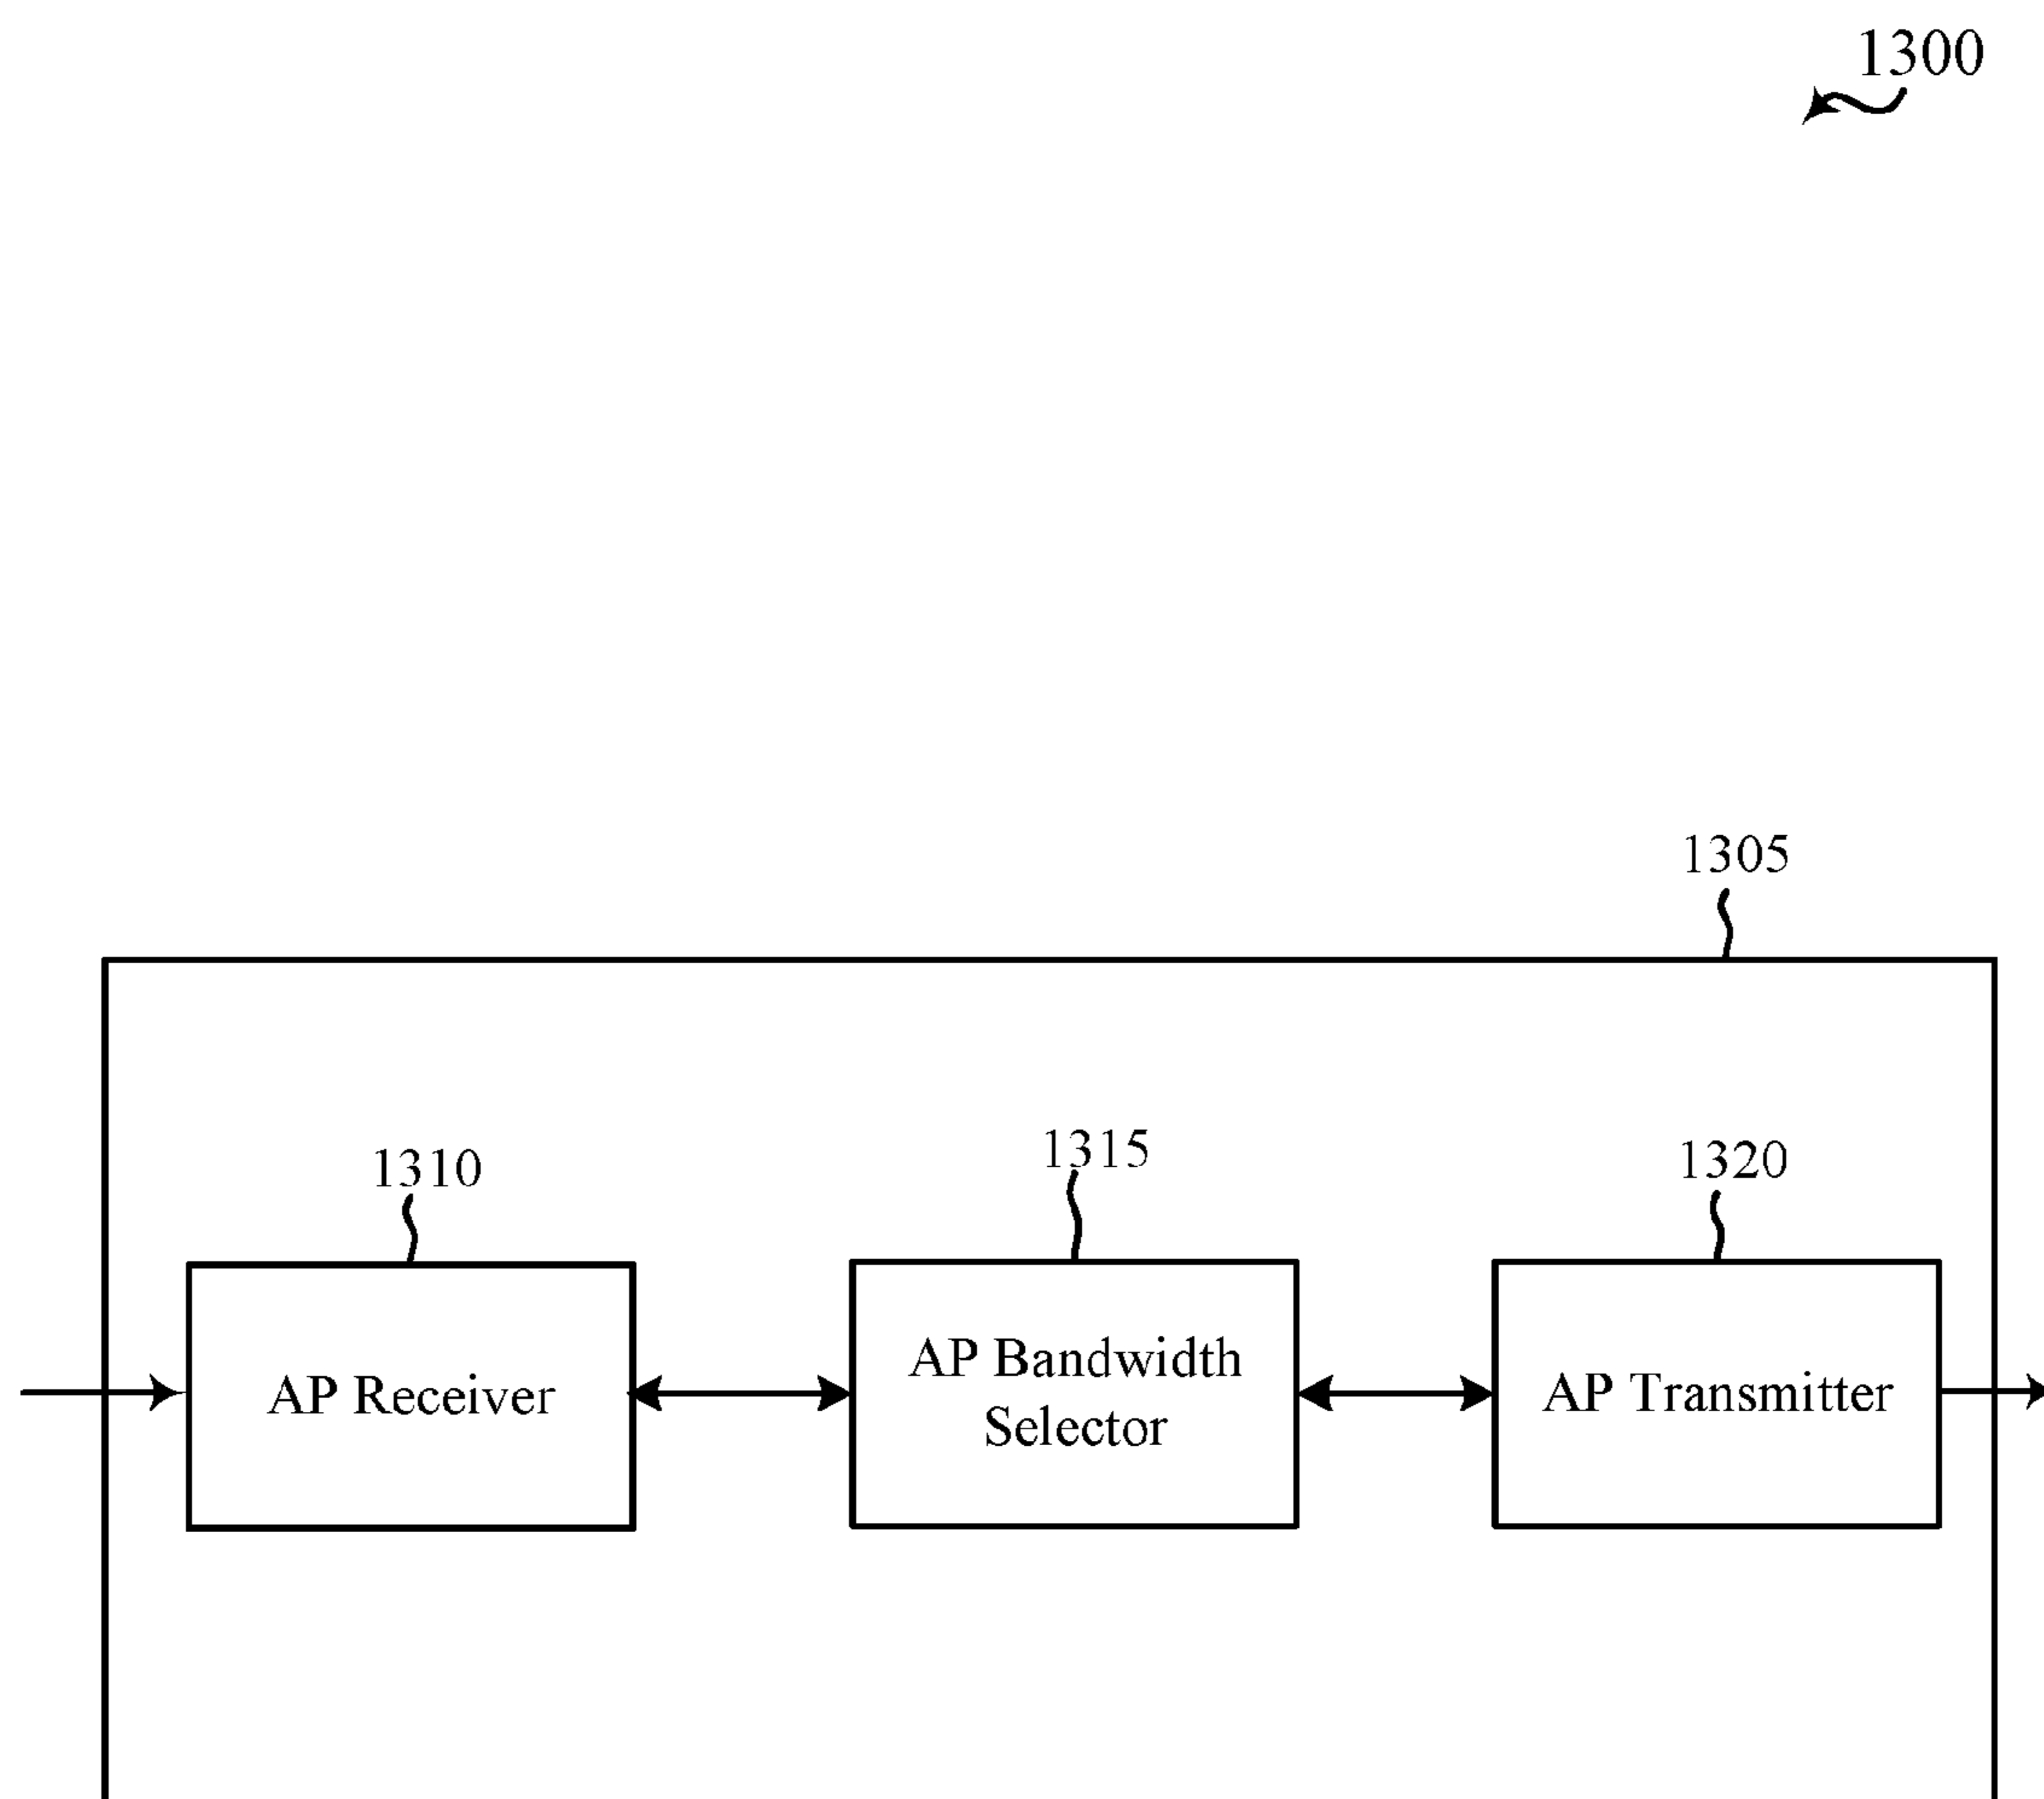 1300
1305
1310
1315
1320
AP Receiver
AP Bandwidth
Selector
AP Transmitter